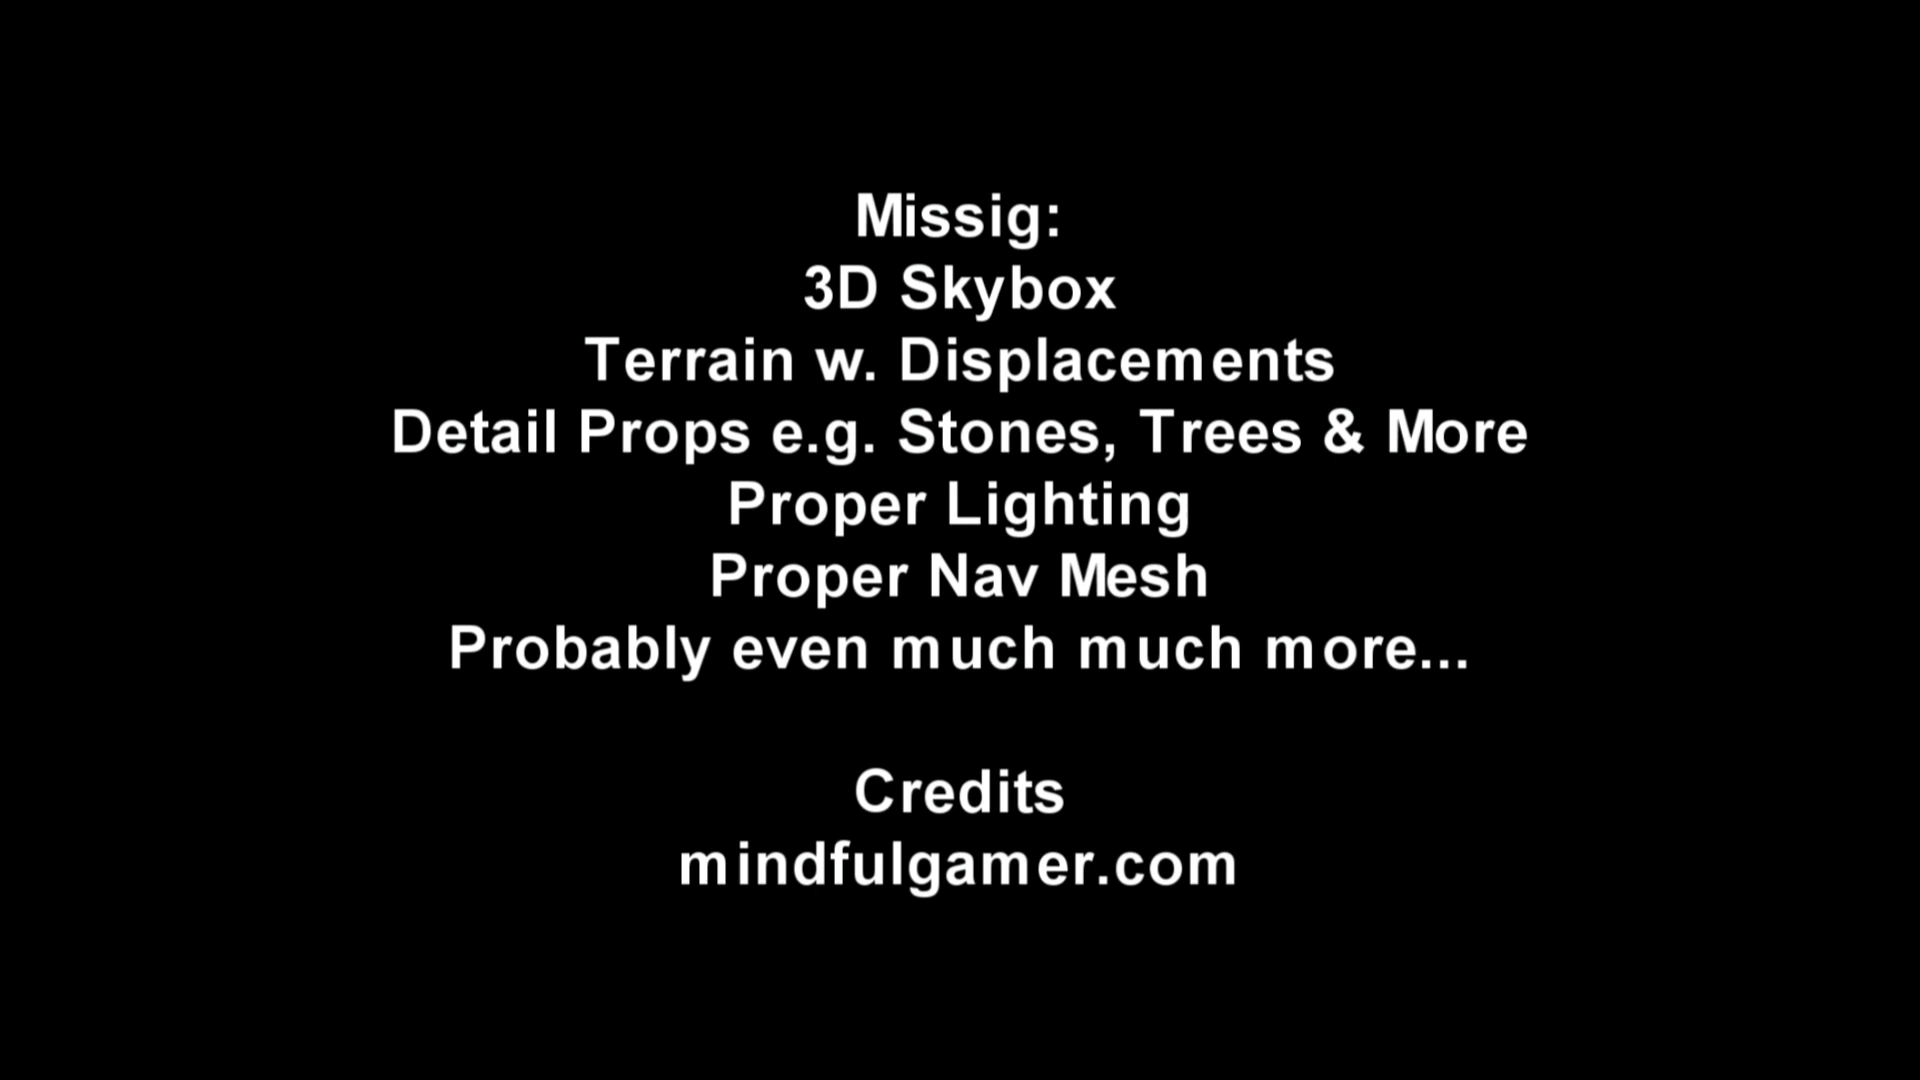 Missig:
3D Skybox
Terrain w. Displacements
Detail Props e.g. Stones, Trees & More
Proper Lighting
Proper Nav Mesh
Probably even much much more...
Credits
mindfulgamer.com